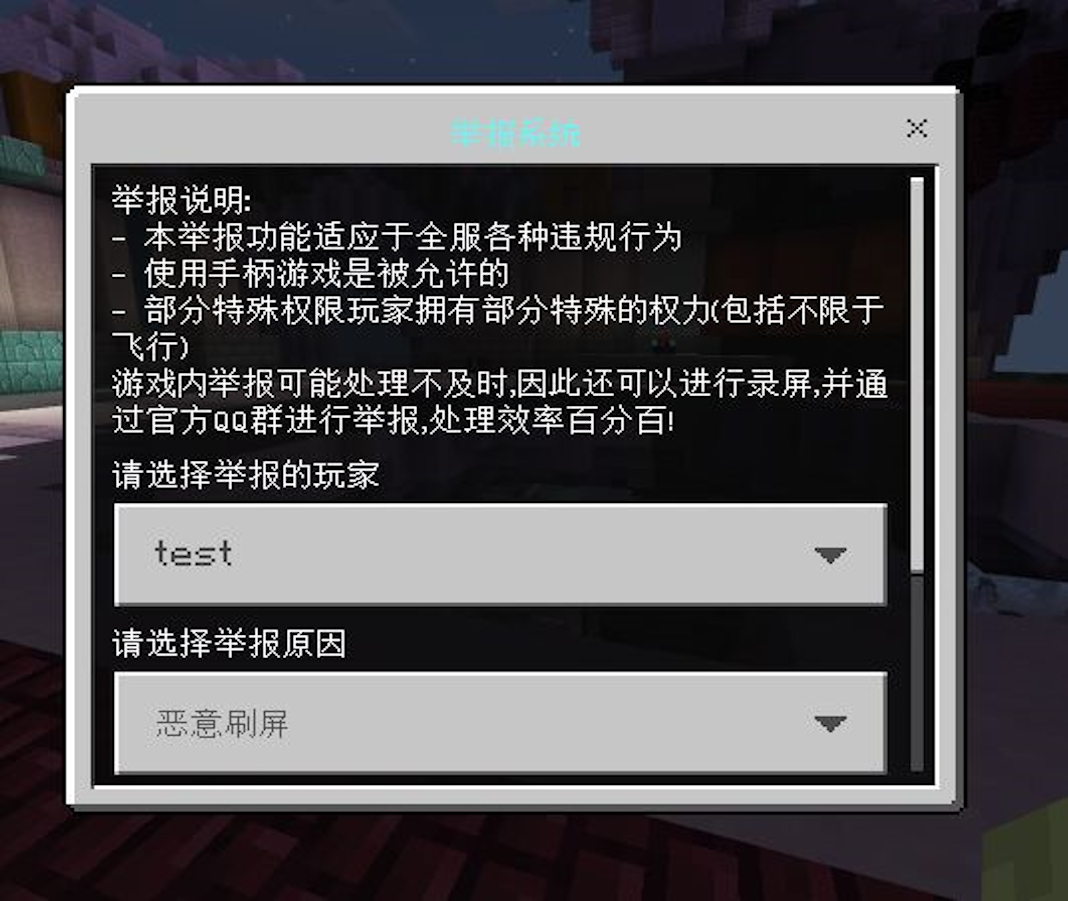 举报系统
举报说明:
- 本举报功能适应于全服各种违规行为
- 使用手柄游戏是被允许的
- 部分特殊权限玩家拥有部分特殊的权力(包括不限于
飞行)
游戏内举报可能处理不及时,因此还可以进行录屏,并通
过官方QQ群进行举报,处理效率百分百!
请选择举报的玩家
test
请选择举报原因
恶意刷屏